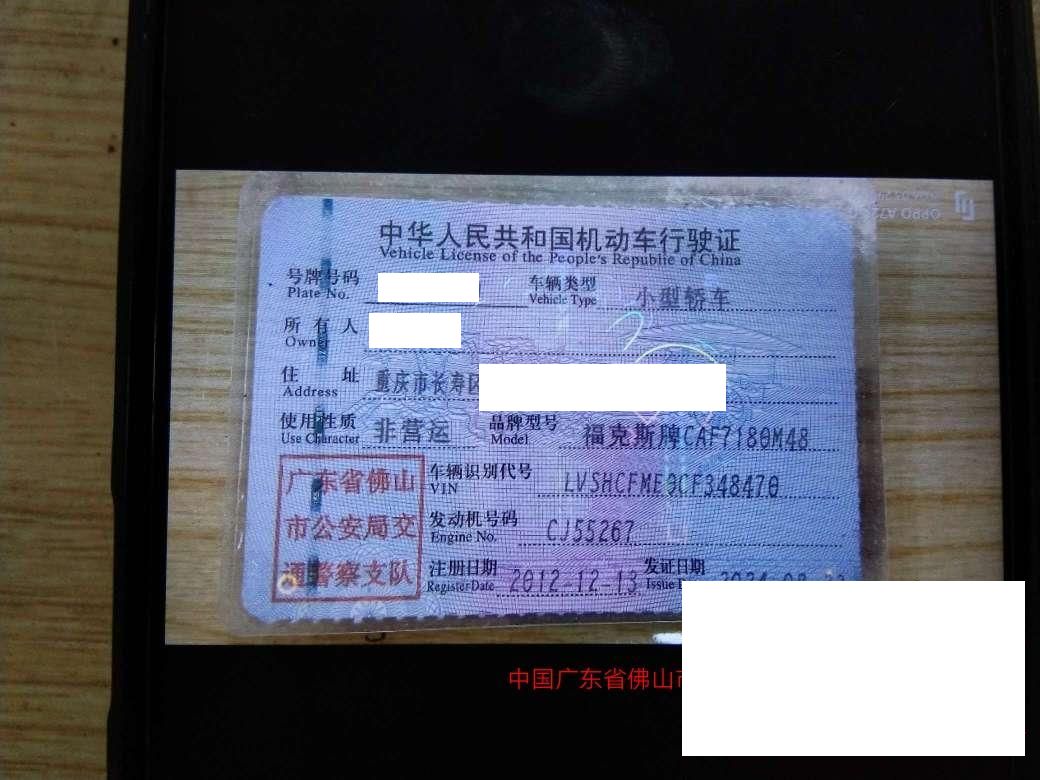 中华人民共和国机动车行驶证
Vehicle License of the People's Republic of China
号牌号码
Plate No.
车辆类型
Vehicle Type
小型轿车
所有人
Owner
住址
Address
重庆市长寿区
使用性质
Use Character
非营运
品牌型号
Model
福克斯牌CAF7180M48
广东省佛山
市公安局交
通警察支队
车辆识别代号
VIN
LVSHCFME9CF348470
发动机号码
Engine No.
CJ55267
注册日期
Register Date
2012-12-13
发证日期
Issue
OPPO A72
中国广东省佛山